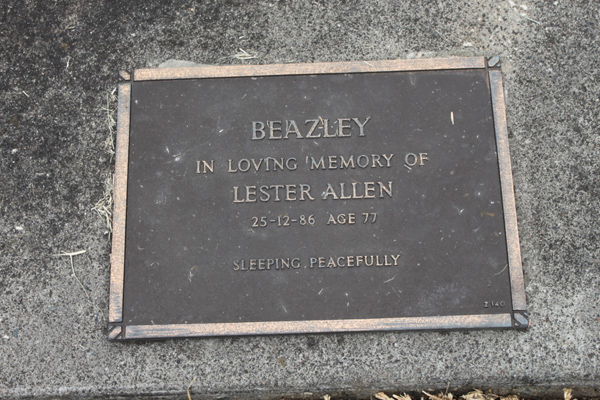 BEAZLEY
IN LOVING MEMORY OF
LESTER ALLEN
25-12-86 AGE 77
SLEEPING PEACEFULLY